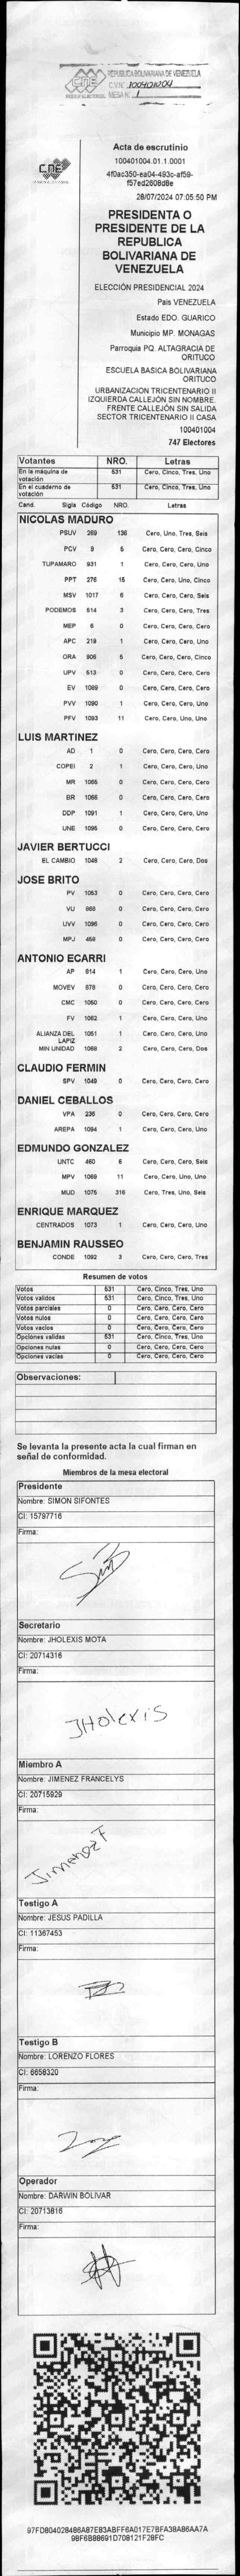 REPUBLICA BOLIVARIANA DE VENEZUELA
C.V.N° 100401004
MESA N° 1
CNE
Acta de escrutinio
100401004.01.1.0001
4f0ac350-ea04-493c-af59-
f57ed2608d8e
28/07/2024 07:05:50 PM
PRESIDENTA O
PRESIDENTE DE LA
REPUBLICA
BOLIVARIANA DE
VENEZUELA
ELECCIÓN PRESIDENCIAL 2024
País VENEZUELA
Estado EDO. GUARICO
Municipio MP. MONAGAS
Parroquia PQ. ALTAGRACIA DE
ORITUCO
ESCUELA BASICA BOLIVARIANA
ORITUCO
URBANIZACION TRICENTENARIO II
IZQUIERDA CALLEJÓN SIN NOMBRE.
FRENTE CALLEJÓN SIN SALIDA
SECTOR TRICENTENARIO II CASA
100401004
747 Electores
Votantes NRO. Letras
En la máquina de votación 531 Cero, Cinco, Tres, Uno
En el cuaderno de votación 531 Cero, Cinco, Tres, Uno
Cand. Sigla Código NRO. Letras
NICOLAS MADURO
PSUV 269 136 Cero, Uno, Tres, Seis
PCV 9 5 Cero, Cero, Cero, Cinco
TUPAMARO 931 1 Cero, Cero, Cero, Uno
PPT 276 15 Cero, Cero, Uno, Cinco
MSV 1017 6 Cero, Cero, Cero, Seis
PODEMOS 514 3 Cero, Cero, Cero, Tres
MEP 6 0 Cero, Cero, Cero, Cero
APC 219 1 Cero, Cero, Cero, Uno
ORA 906 5 Cero, Cero, Cero, Cinco
UPV 513 0 Cero, Cero, Cero, Cero
EV 1089 0 Cero, Cero, Cero, Cero
PVV 1090 1 Cero, Cero, Cero, Uno
PFV 1093 11 Cero, Cero, Uno, Uno
LUIS MARTINEZ
AD 1 0 Cero, Cero, Cero, Cero
COPEI 2 1 Cero, Cero, Cero, Uno
MR 1065 0 Cero, Cero, Cero, Cero
BR 1066 0 Cero, Cero, Cero, Cero
DDP 1091 1 Cero, Cero, Cero, Uno
UNE 1095 0 Cero, Cero, Cero, Cero
JAVIER BERTUCCI
EL CAMBIO 1048 2 Cero, Cero, Cero, Dos
JOSE BRITO
PV 1053 0 Cero, Cero, Cero, Cero
VU 868 0 Cero, Cero, Cero, Cero
UVV 1096 0 Cero, Cero, Cero, Cero
MPJ 458 0 Cero, Cero, Cero, Cero
ANTONIO ECARRI
AP 814 1 Cero, Cero, Cero, Uno
MOVEV 878 0 Cero, Cero, Cero, Cero
CMC 1050 0 Cero, Cero, Cero, Cero
FV 1062 1 Cero, Cero, Cero, Uno
ALIANZA DEL LAPIZ 1051 1 Cero, Cero, Cero, Uno
MIN UNIDAD 1068 2 Cero, Cero, Cero, Dos
CLAUDIO FERMIN
SPV 1049 0 Cero, Cero, Cero, Cero
DANIEL CEBALLOS
VPA 236 0 Cero, Cero, Cero, Cero
AREPA 1094 1 Cero, Cero, Cero, Uno
EDMUNDO GONZALEZ
UNTC 460 6 Cero, Cero, Cero, Seis
MPV 1069 11 Cero, Cero, Uno, Uno
MUD 1075 316 Cero, Tres, Uno, Seis
ENRIQUE MARQUEZ
CENTRADOS 1073 1 Cero, Cero, Cero, Uno
BENJAMIN RAUSSEO
CONDE 1092 3 Cero, Cero, Cero, Tres
Resumen de votos
Votos 531 Cero, Cinco, Tres, Uno
Votos validos 531 Cero, Cinco, Tres, Uno
Votos parciales 0 Cero, Cero, Cero, Cero
Votos nulos 0 Cero, Cero, Cero, Cero
Votos vacios 0 Cero, Cero, Cero, Cero
Opciones validas 531 Cero, Cinco, Tres, Uno
Opciones nulas 0 Cero, Cero, Cero, Cero
Opciones vacias 0 Cero, Cero, Cero, Cero
Observaciones:
Se levanta la presente acta la cual firman en
señal de conformidad.
Miembros de la mesa electoral
Presidente
Nombre: SIMON SIFONTES
CI: 15797716
Firma:
Secretario
Nombre: JHOLEXIS MOTA
CI: 20714316
Firma:
JHolexis
Miembro A
Nombre: JIMENEZ FRANCELYS
CI: 20715929
Firma:
Jimenez F
Testigo A
Nombre: JESUS PADILLA
CI: 11367453
Firma:
Testigo B
Nombre: LORENZO FLORES
CI: 6658320
Firma:
Operador
Nombre: DARWIN BOLIVAR
CI: 20713816
Firma:
97FD804028486A87E83ABFF6A017E7BFA38A86AA7A
98F6B88691D708121F28FC